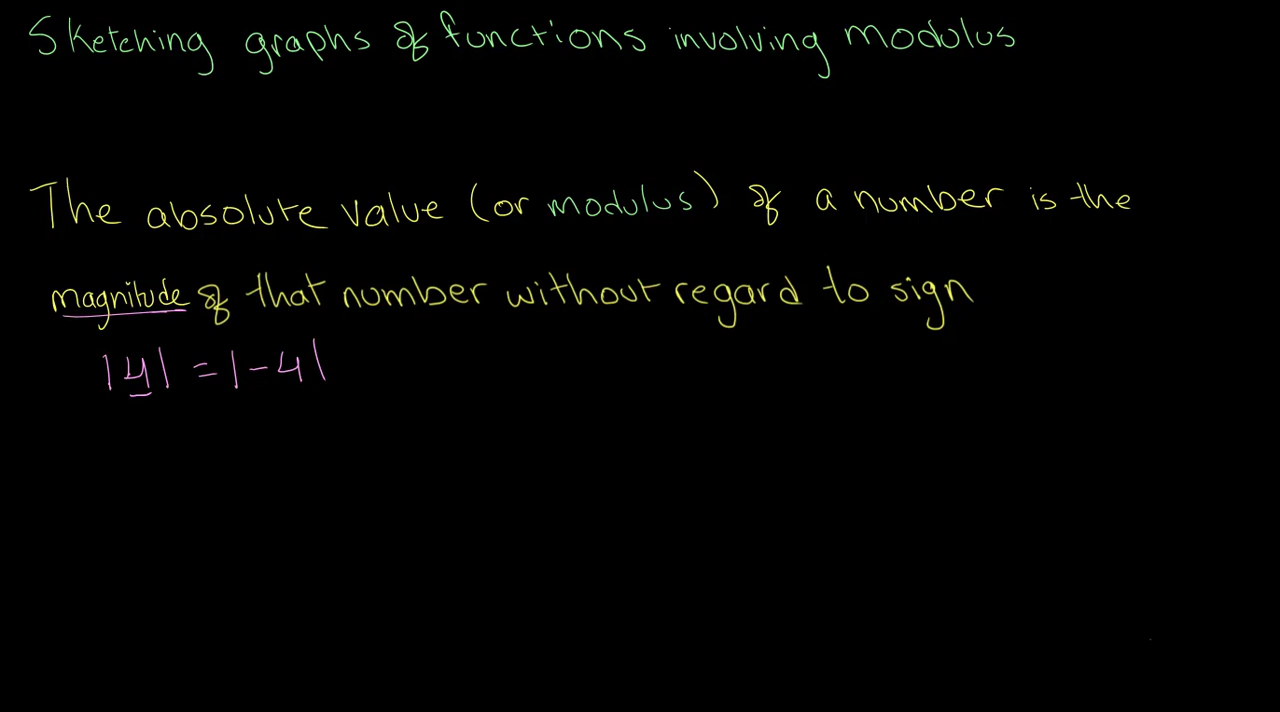 Sketching graphs of functions involving modulus
The absolute value (or modulus) of a number is the
magnitude of that number without regard to sign
|4| = |-4|